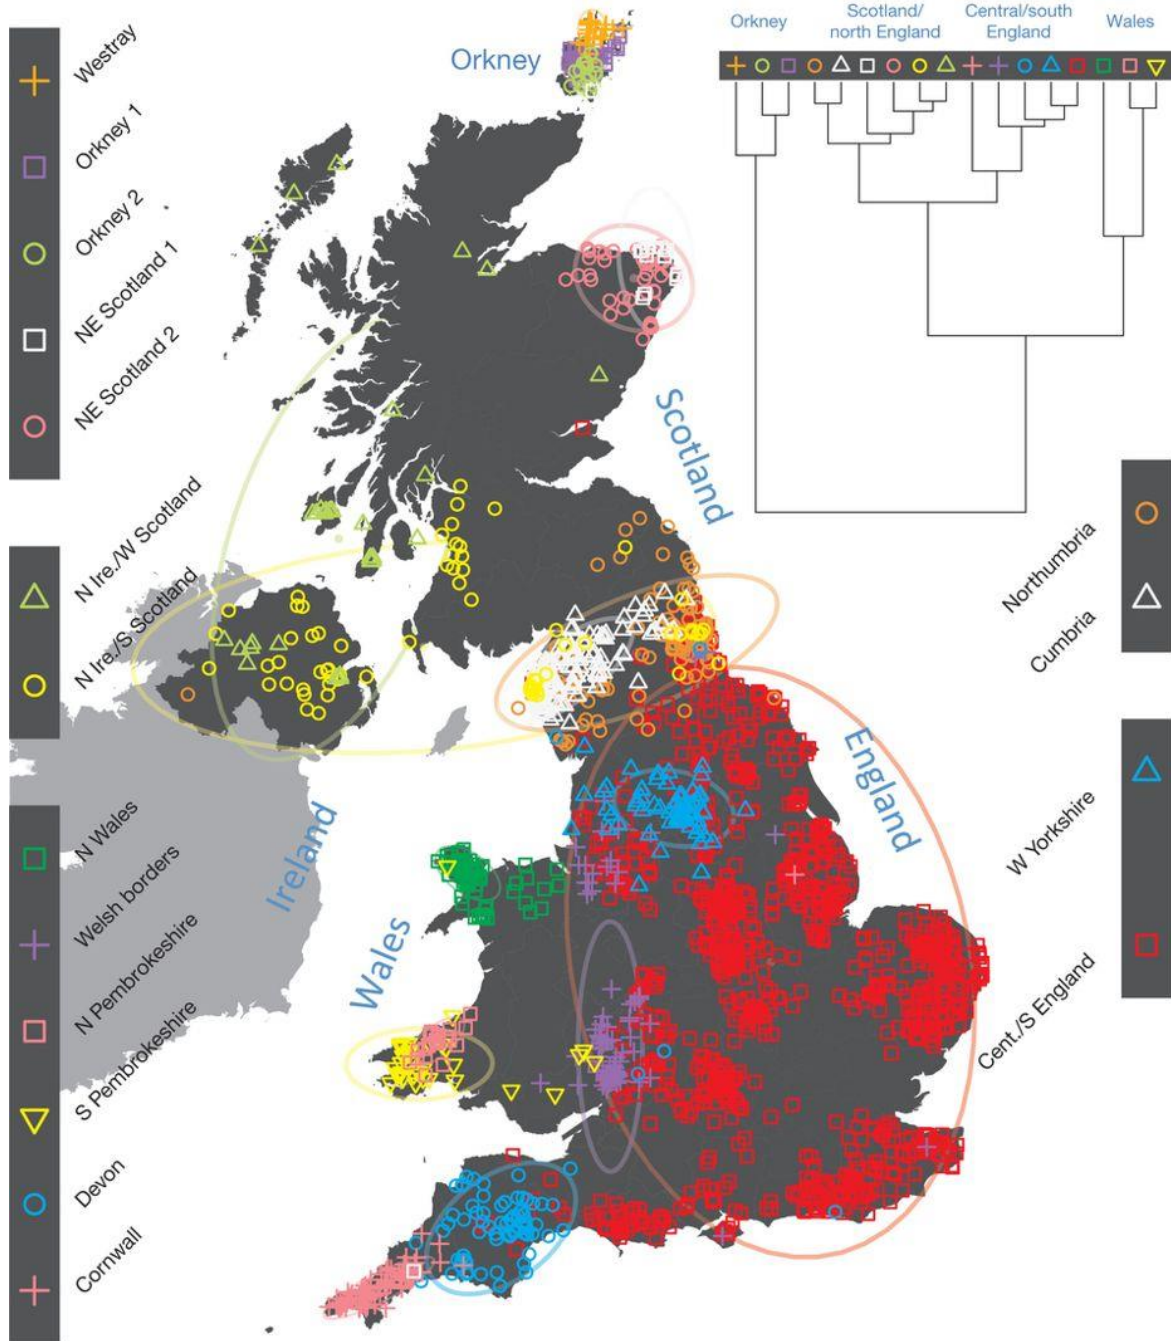 Orkney
Scotland/
north England
Central/south
England
Wales
Westray
Orkney 1
Orkney 2
NE Scotland 1
NE Scotland 2
N Ire./W Scotland
N Ire./S Scotland
N Wales
Welsh borders
N Pembrokeshire
S Pembrokeshire
Devon
Cornwall
Orkney
Scotland
England
Ireland
Wales
Northumbria
Cumbria
W Yorkshire
Cent./S England